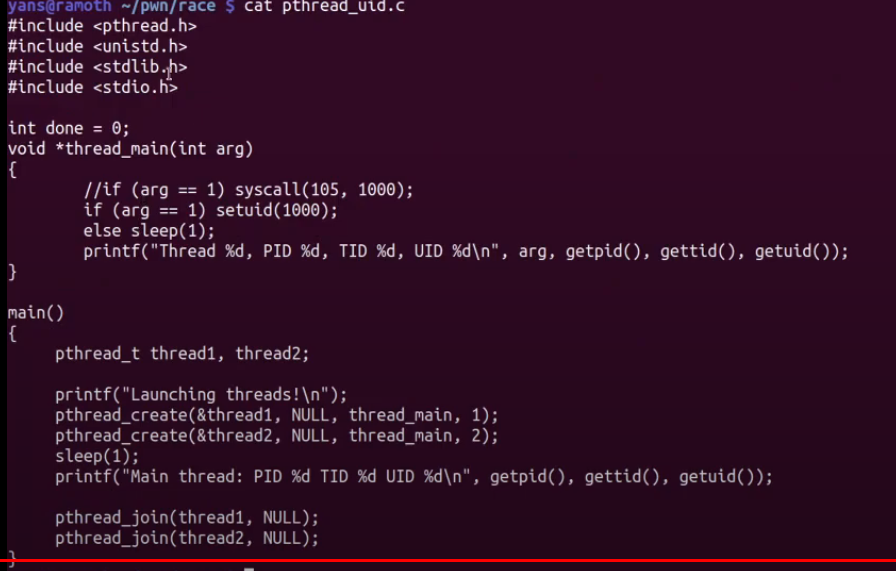 yans@ramoth ~/pwn/race $ cat pthread_uid.c
#include <pthread.h>
#include <unistd.h>
#include <stdlib.h>
#include <stdio.h>

int done = 0;
void *thread_main(int arg)
{
        //if (arg == 1) syscall(105, 1000);
        if (arg == 1) setuid(1000);
        else sleep(1);
        printf("Thread %d, PID %d, TID %d, UID %d\n", arg, getpid(), gettid(), getuid());
}

main()
{
     pthread_t thread1, thread2;

     printf("Launching threads!\n");
     pthread_create(&thread1, NULL, thread_main, 1);
     pthread_create(&thread2, NULL, thread_main, 2);
     sleep(1);
     printf("Main thread: PID %d TID %d UID %d\n", getpid(), gettid(), getuid());

     pthread_join(thread1, NULL);
     pthread_join(thread2, NULL);
}